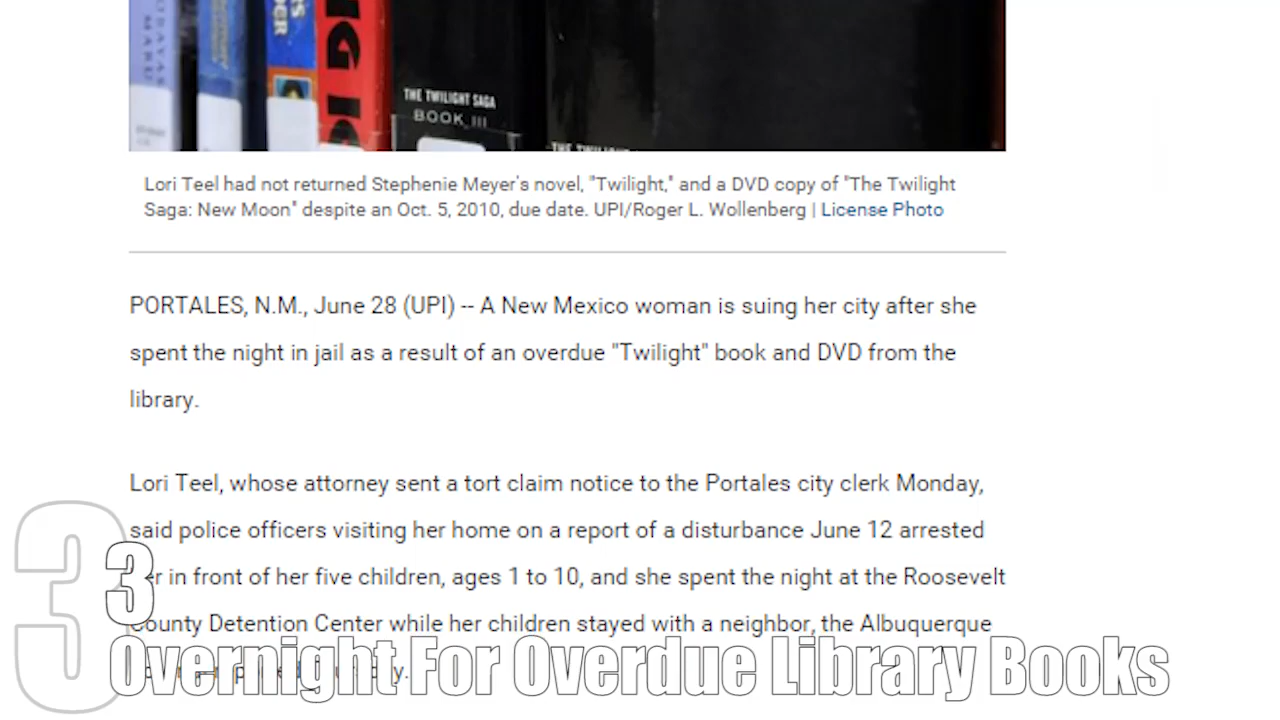 THE TWILIGHT SAGA
BOOK III
Lori Teel had not returned Stephenie Meyer's novel, "Twilight," and a DVD copy of "The Twilight
Saga: New Moon" despite an Oct. 5, 2010, due date. UPI/Roger L. Wollenberg | License Photo
PORTALES, N.M., June 28 (UPI) -- A New Mexico woman is suing her city after she
spent the night in jail as a result of an overdue "Twilight" book and DVD from the
library.
Lori Teel, whose attorney sent a tort claim notice to the Portales city clerk Monday,
said police officers visiting her home on a report of a disturbance June 12 arrested
in front of her five children, ages 1 to 10, and she spent the night at the Roosevelt
County Detention Center while her children stayed with a neighbor, the Albuquerque
3
3
Overnight For Overdue Library Books